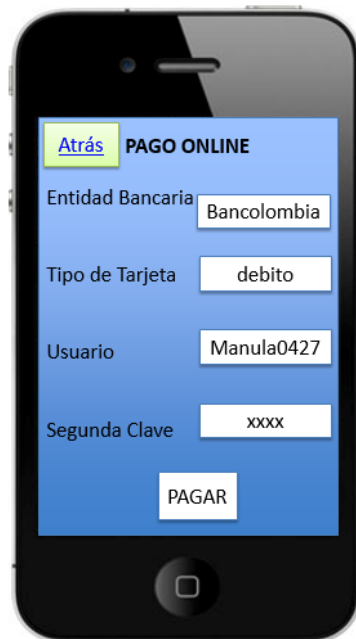 Atrás PAGO ONLINE
Entidad Bancaria Bancolombia
Tipo de Tarjeta debito
Usuario Manula0427
Segunda Clave xxxx
PAGAR